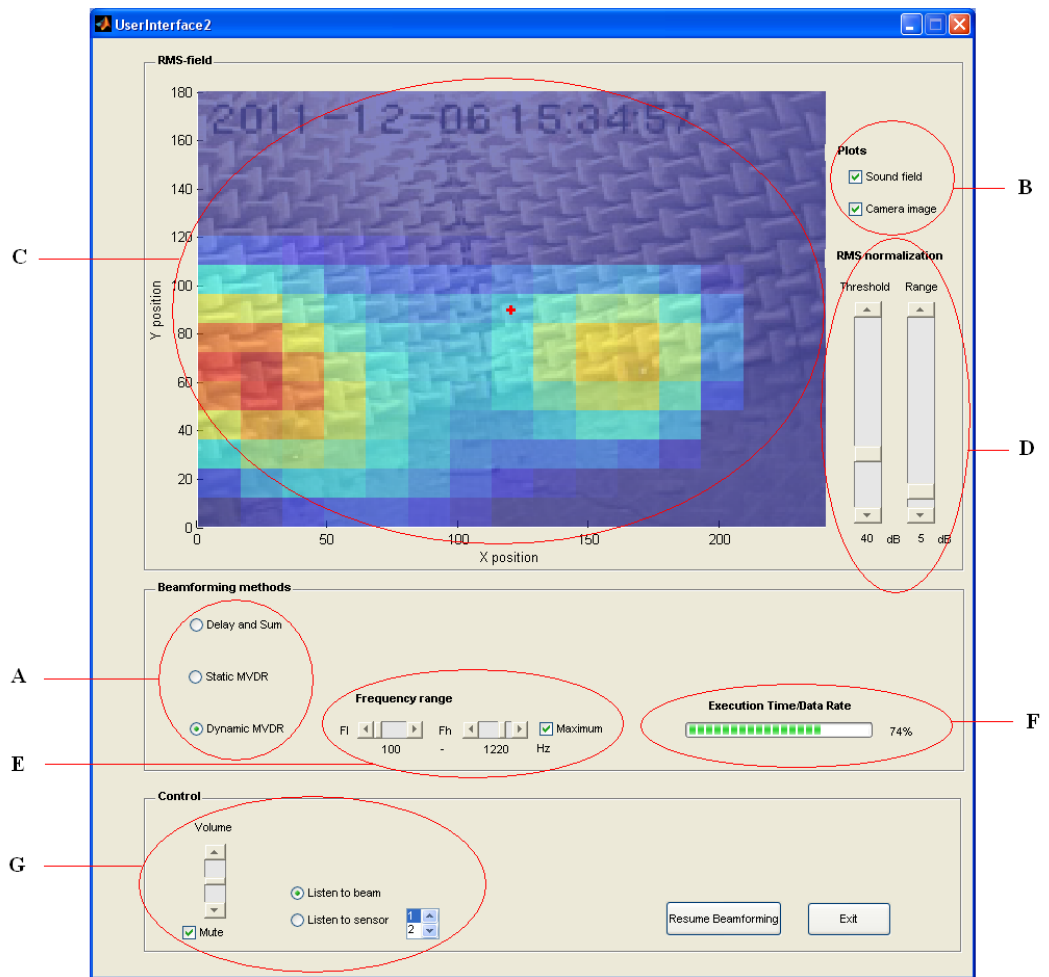 UserInterface2
RMS-field
180
160
140
120
100
80
60
40
20
0
Y position
2011-12-06 15:34:57
0
50
100
150
200
X position
Plots
Sound field
Camera image
B
C
RMS normalization
Threshold
Range
40 dB
5 dB
D
Beamforming methods
Delay and Sum
Static MVDR
Dynamic MVDR
A
Frequency range
Fl
Fh
Maximum
100 - 1220 Hz
E
Execution Time/Data Rate
74%
F
Control
Volume
Mute
Listen to beam
Listen to sensor
1
2
G
Resume Beamforming
Exit